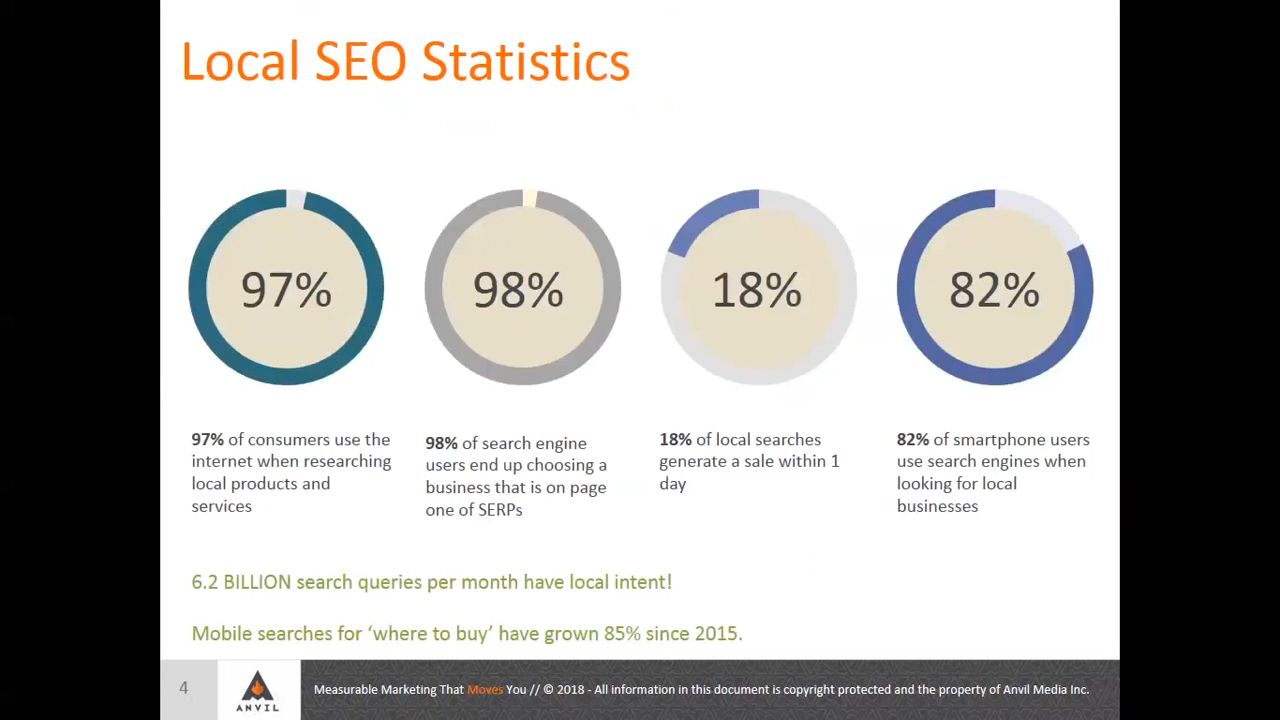 Local SEO Statistics
97%
98%
18%
82%
97% of consumers use the
internet when researching
local products and
services
98% of search engine
users end up choosing a
business that is on page
one of SERPs
18% of local searches
generate a sale within 1
day
82% of smartphone users
use search engines when
looking for local
businesses
6.2 BILLION search queries per month have local intent!
Mobile searches for ‘where to buy’ have grown 85% since 2015.
4
ANVIL
Measurable Marketing That Moves You // © 2018 - All information in this document is copyright protected and the property of Anvil Media Inc.